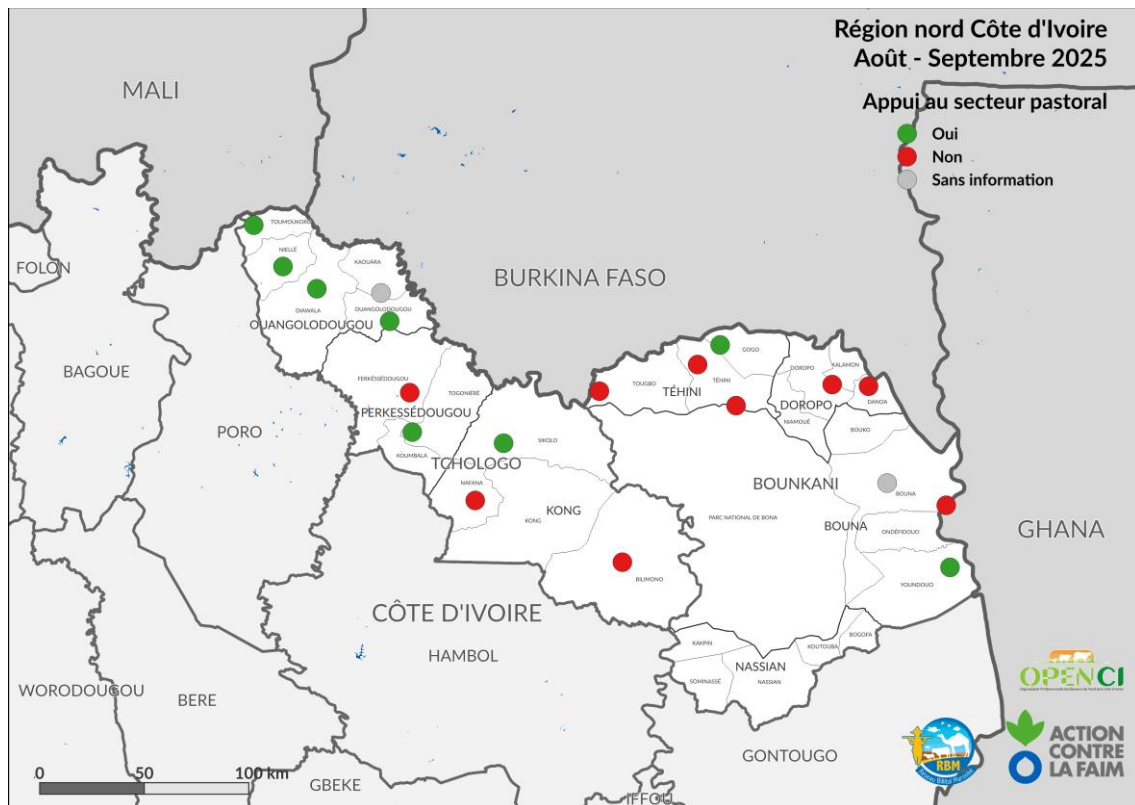 Région nord Côte d'Ivoire
Août - Septembre 2025
Appui au secteur pastoral
Oui
Non
Sans information
MALI
BURKINA FASO
GHANA
CÔTE D'IVOIRE
FOLON
BAGOUE
PORO
WORODOUGOU
BERE
HAMBOL
GBEKE
IFFOU
GONTOUGO
TOUMOUKORO
NIELLÉ
KAOUARA
DIAWALA
OUANGOLODOUGOU
OUANGOLODOUGOU
FERKÉSSÉDOUGOU
TOGONIÉRÉ
KOUMBALA
TCHOLOGO
SIKOLO
NAFANA
KONG
KONG
BILIMONO
TOUGBO
TÉHINI
TÉHINI
GOGO
DOROPO
KALAMON
DANOA
DOROPO
NIAMOUÉ
BOUKO
BOUNKANI
BOUNA
PARC NATIONAL DE BONA
BOUNA
ONDÉFIDOUO
YOUNDOUO
KAKPIN
KOUTOUBA
BOGOFA
NASSIAN
SOMINASSÉ
NASSIAN
0 50 100 km
OPENCI
RBM
ACTION
CONTRE
LA FAIM